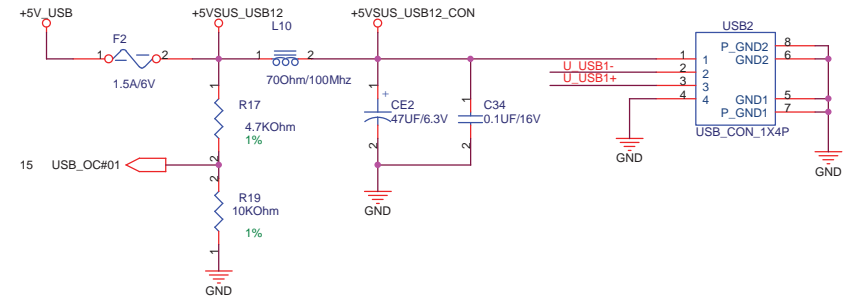 +5V_USB +5VSUS_USB12 +5VSUS_USB12_CON
F2
1 2
1.5A/6V
L10
1 2
70Ohm/100Mhz
1
R17
4.7KOhm
1%
2
15 USB_OC#01
2
R19
10KOhm
1%
1
GND
1
+
CE2
47UF/6.3V
2
1
C34
0.1UF/16V
2
GND
USB2
1 1 P_GND2 8
U_USB1- 2 2 GND2 6
U_USB1+ 3 3
4 4 GND1 5
P_GND1 7
USB_CON_1X4P
GND
GND